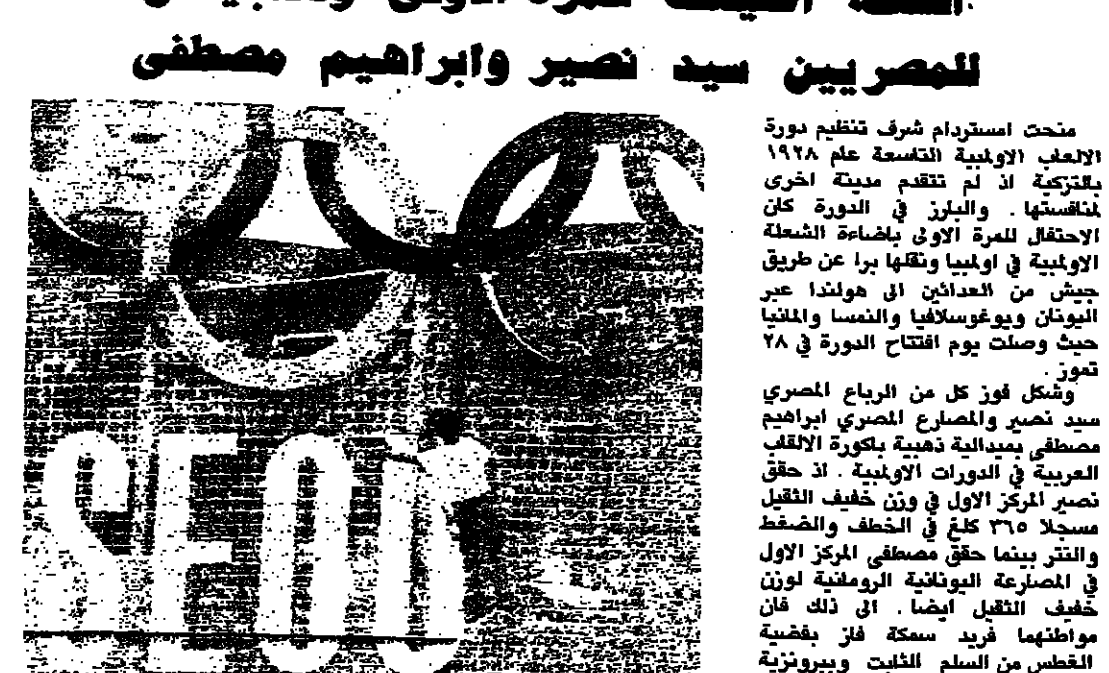 للمصريين سيد نصير وابراهيم مصطفى
منحت امستردام شرف تنظيم دورة
الالعاب الاولمبية التاسعة عام ١٩٢٨
بالتزكية اذ لم تتقدم مدينة اخرى
لمنافستها . والبارز في الدورة كان
الاحتفال للمرة الاولى باضاءة الشعلة
الاولمبية في اولمبيا ونقلها برا عن طريق
جيش من العدائين الى هولندا عبر
اليونان ويوغوسلافيا والنمسا والمانيا
حيث وصلت يوم افتتاح الدورة في ٢٨
تموز .
وشكل فوز كل من الرباع المصري
سيد نصير والمصارع المصري ابراهيم
مصطفى بميدالية ذهبية باكورة الالقاب
العربية في الدورات الاولمبية . اذ حقق
نصير المركز الاول في وزن خفيف الثقيل
مسجلا ٣٦٥ كلغ في الخطف والضغط
والنتر بينما حقق مصطفى المركز الاول
في المصارعة اليونانية الرومانية لوزن
خفيف الثقيل ايضا . الى ذلك فان
مواطنهما فريد سمكة فاز بفضية
الغطس من السلم الثابت وببرونزية
SEOU